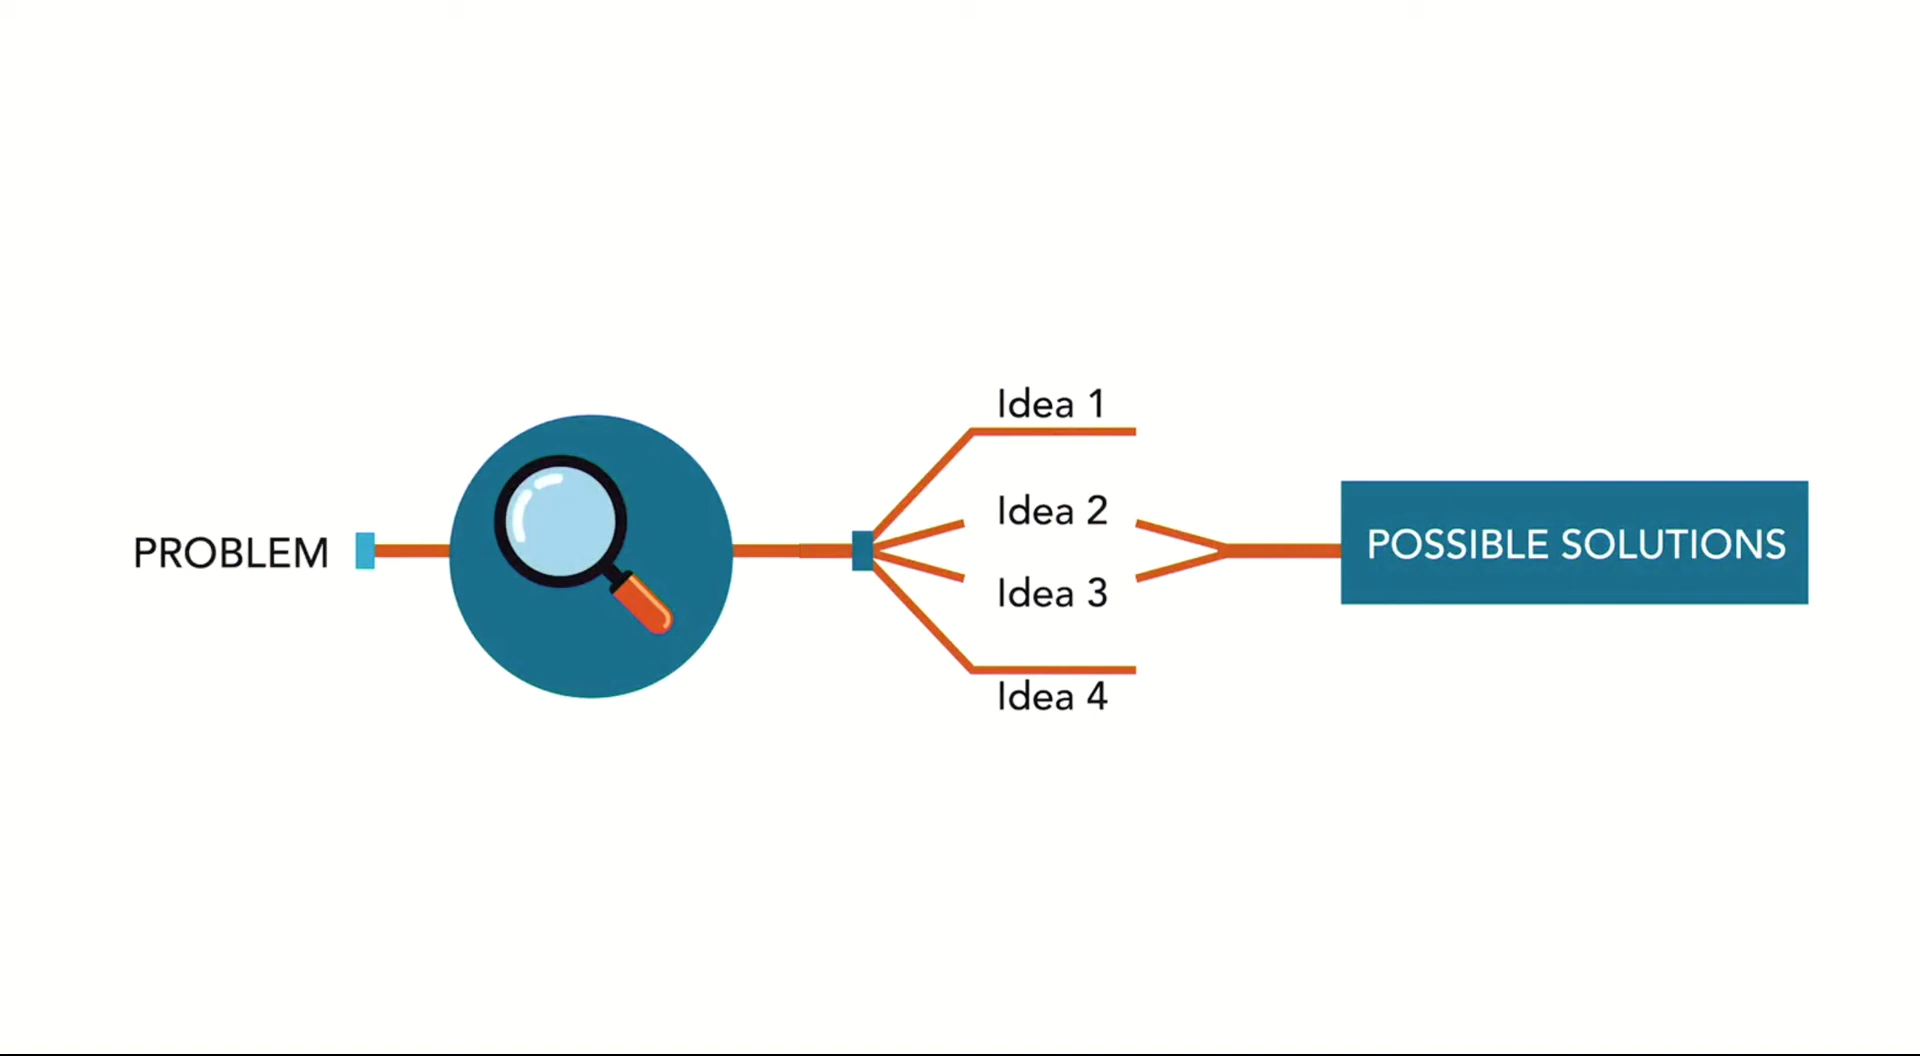 PROBLEM
Idea 1
Idea 2
Idea 3
Idea 4
POSSIBLE SOLUTIONS